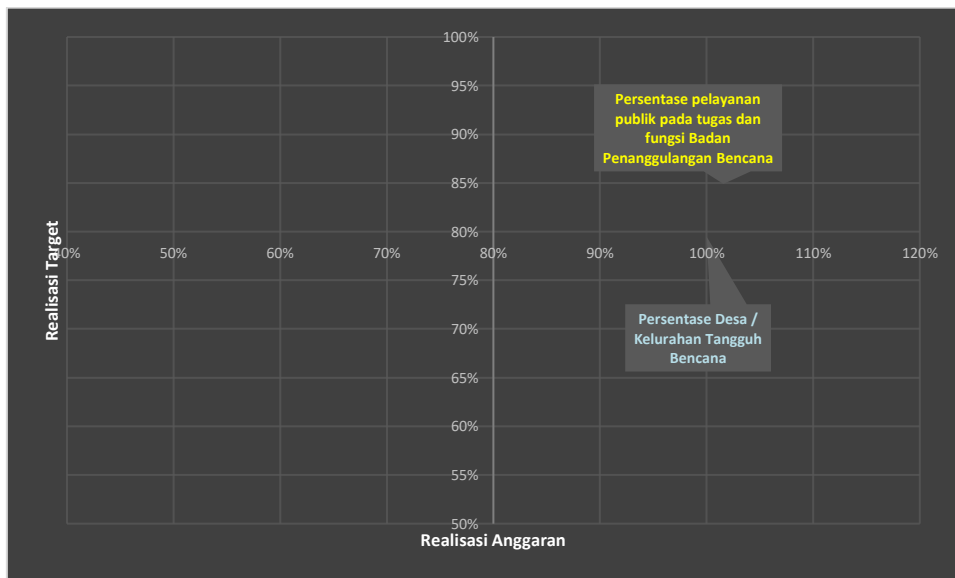 100%
95%
Persentase pelayanan
publik pada tugas dan
fungsi Badan
Penanggulangan Bencana
90%
85%
80%
40% 50% 60% 70% 80% 90% 100% 110% 120%
75%
Realisasi Target
Persentase Desa /
Kelurahan Tangguh
Bencana
70%
65%
60%
55%
50%
Realisasi Anggaran